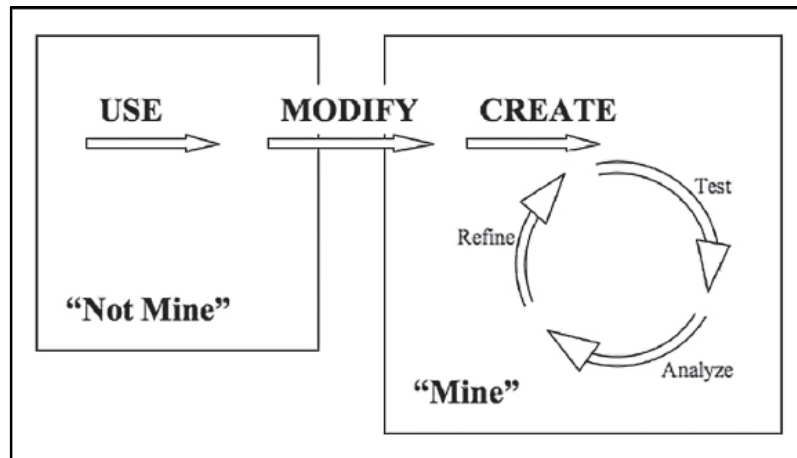 USE MODIFY CREATE
Test
Refine
“Not Mine”
Analyze
“Mine”